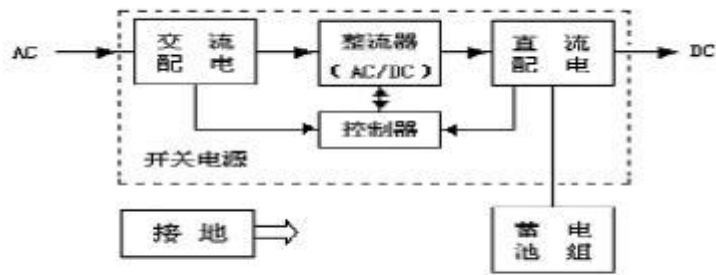 AC
交 流
配 电
整流器
( AC/DC )
直 流
配 电
DC
控制器
开关电源
接 地
蓄 电
池 组